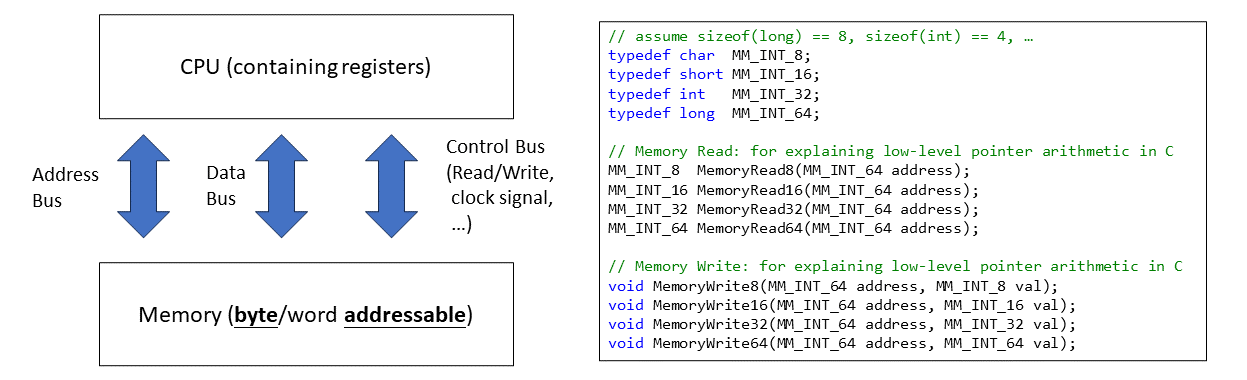 CPU (containing registers)
Address
Bus
Data
Bus
Control Bus
(Read/Write,
clock signal,
...)
Memory (byte/word addressable)
// assume sizeof(long) == 8, sizeof(int) == 4, …
typedef char  MM_INT_8;
typedef short MM_INT_16;
typedef int   MM_INT_32;
typedef long  MM_INT_64;
// Memory Read: for explaining low-level pointer arithmetic in C
MM_INT_8  MemoryRead8(MM_INT_64 address);
MM_INT_16 MemoryRead16(MM_INT_64 address);
MM_INT_32 MemoryRead32(MM_INT_64 address);
MM_INT_64 MemoryRead64(MM_INT_64 address);
// Memory Write: for explaining low-level pointer arithmetic in C
void MemoryWrite8(MM_INT_64 address, MM_INT_8 val);
void MemoryWrite16(MM_INT_64 address, MM_INT_16 val);
void MemoryWrite32(MM_INT_64 address, MM_INT_32 val);
void MemoryWrite64(MM_INT_64 address, MM_INT_64 val);